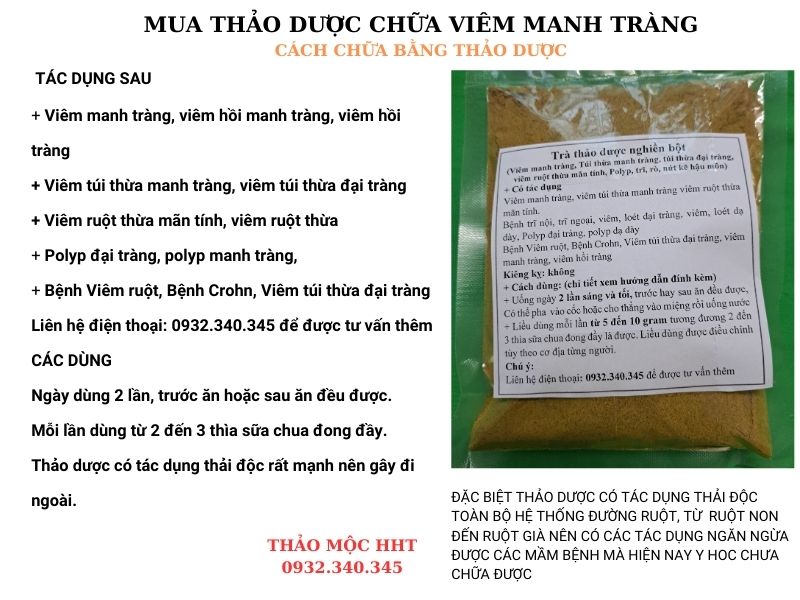 MUA THẢO DƯỢC CHỮA VIÊM MANH TRÀNG
CÁCH CHỮA BẰNG THẢO DƯỢC
TÁC DỤNG SAU
+ Viêm manh tràng, viêm hồi manh tràng, viêm hồi
tràng
+ Viêm túi thừa manh tràng, viêm túi thừa đại tràng
+ Viêm ruột thừa mãn tính, viêm ruột thừa
+ Polyp đại tràng, polyp manh tràng,
+ Bệnh Viêm ruột, Bệnh Crohn, Viêm túi thừa đại tràng
Liên hệ điện thoại: 0932.340.345 để được tư vấn thêm
CÁC DÙNG
Ngày dùng 2 lần, trước ăn hoặc sau ăn đều được.
Mỗi lần dùng từ 2 đến 3 thìa sữa chua đong đầy.
Thảo dược có tác dụng thải độc rất mạnh nên gây đi
ngoài.
THẢO MỘC HHT
0932.340.345
Trà thảo dược nghiền bột
(Viêm manh tràng, Túi thừa manh tràng, túi thừa đại tràng,
viêm ruột thừa mãn tính, Polyp, trĩ, rò, nứt kẽ hậu môn)
+ Có tác dụng
Viêm manh tràng, viêm túi thừa manh tràng viêm ruột thừa
mãn tính.
Bệnh trĩ nội, trĩ ngoại, viêm, loét đại tràng, viêm, loét dạ
dày, Polyp đại tràng, polyp dạ dày
Bệnh Viêm ruột, Bệnh Crohn, Viêm túi thừa đại tràng, viêm
manh tràng, viêm hồi tràng
Kiêng kỵ: không
+ Cách dùng: (chi tiết xem hướng dẫn đính kèm)
+ Uống ngày 2 lần sáng và tối, trước hay sau ăn đều được,
Có thể pha vào cốc hoặc cho thẳng vào miệng rồi uống nước
+ Liều dùng mỗi lần từ 5 đến 10 gram tương đương 2 đến
3 thìa sữa chua đong đầy là được. Liều dùng được điều chỉnh
tùy theo cơ địa từng người.
Chú ý:
Liên hệ điện thoại: 0932.340.345 để được tư vấn thêm
ĐẶC BIỆT THẢO DƯỢC CÓ TÁC DỤNG THẢI ĐỘC
TOÀN BỘ HỆ THỐNG ĐƯỜNG RUỘT, TỪ RUỘT NON
ĐẾN RUỘT GIÀ NÊN CÓ CÁC TÁC DỤNG NGĂN NGỪA
ĐƯỢC CÁC MẦM BỆNH MÀ HIỆN NAY Y HOC CHƯA
CHỮA ĐƯỢC